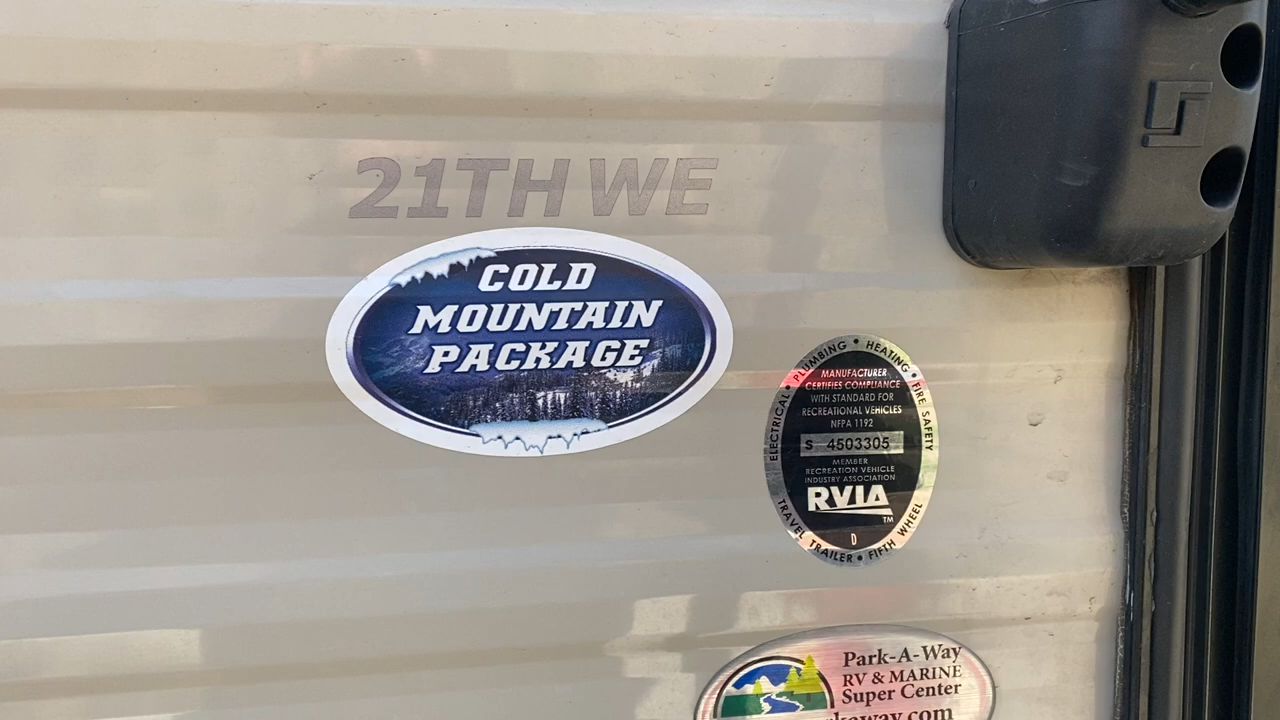 21TH WE
COLD
MOUNTAIN
PACKAGE
ELECTRICAL • PLUMBING • HEATING • FIRE SAFETY
MANUFACTURER
CERTIFIES COMPLIANCE
WITH STANDARD FOR
RECREATIONAL VEHICLES
NFPA 1192
S 4503305
MEMBER
RECREATION VEHICLE
INDUSTRY ASSOCIATION
RVIA
TM
D
TRAVEL TRAILER • FIFTH WHEEL
Park-A-Way
RV & MARINE
Super Center